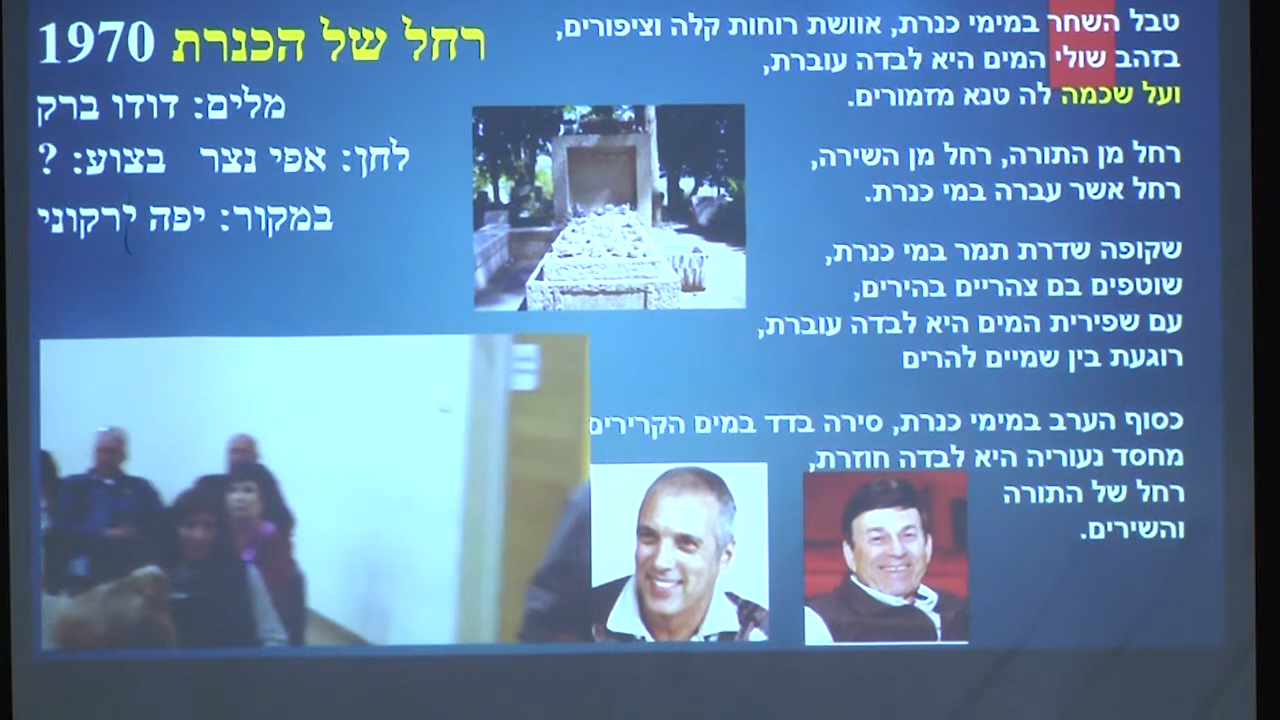 רחל של הכנרת 1970
מלים: דודו ברק
לחן: אפי נצר בצוע: ?
במקור: יפה ירקוני
טבל השחר במימי כנרת, אוושת רוחות קלה וציפורים,
בזהב שולי המים היא לבדה עוברת,
ועל שכמה לה טנא מזמורים.
רחל מן התורה, רחל מן השירה,
רחל אשר עברה במי כנרת.
שקופה שדרת תמר במי כנרת,
שוטפים בם צהריים בהירים,
עם שפירית המים היא לבדה עוברת,
רוגעת בין שמיים להרים
כסוף הערב במימי כנרת, סירה בדד במים הקרירים
מחסד נעוריה היא לבדה חוזרת,
רחל של התורה
והשירים.